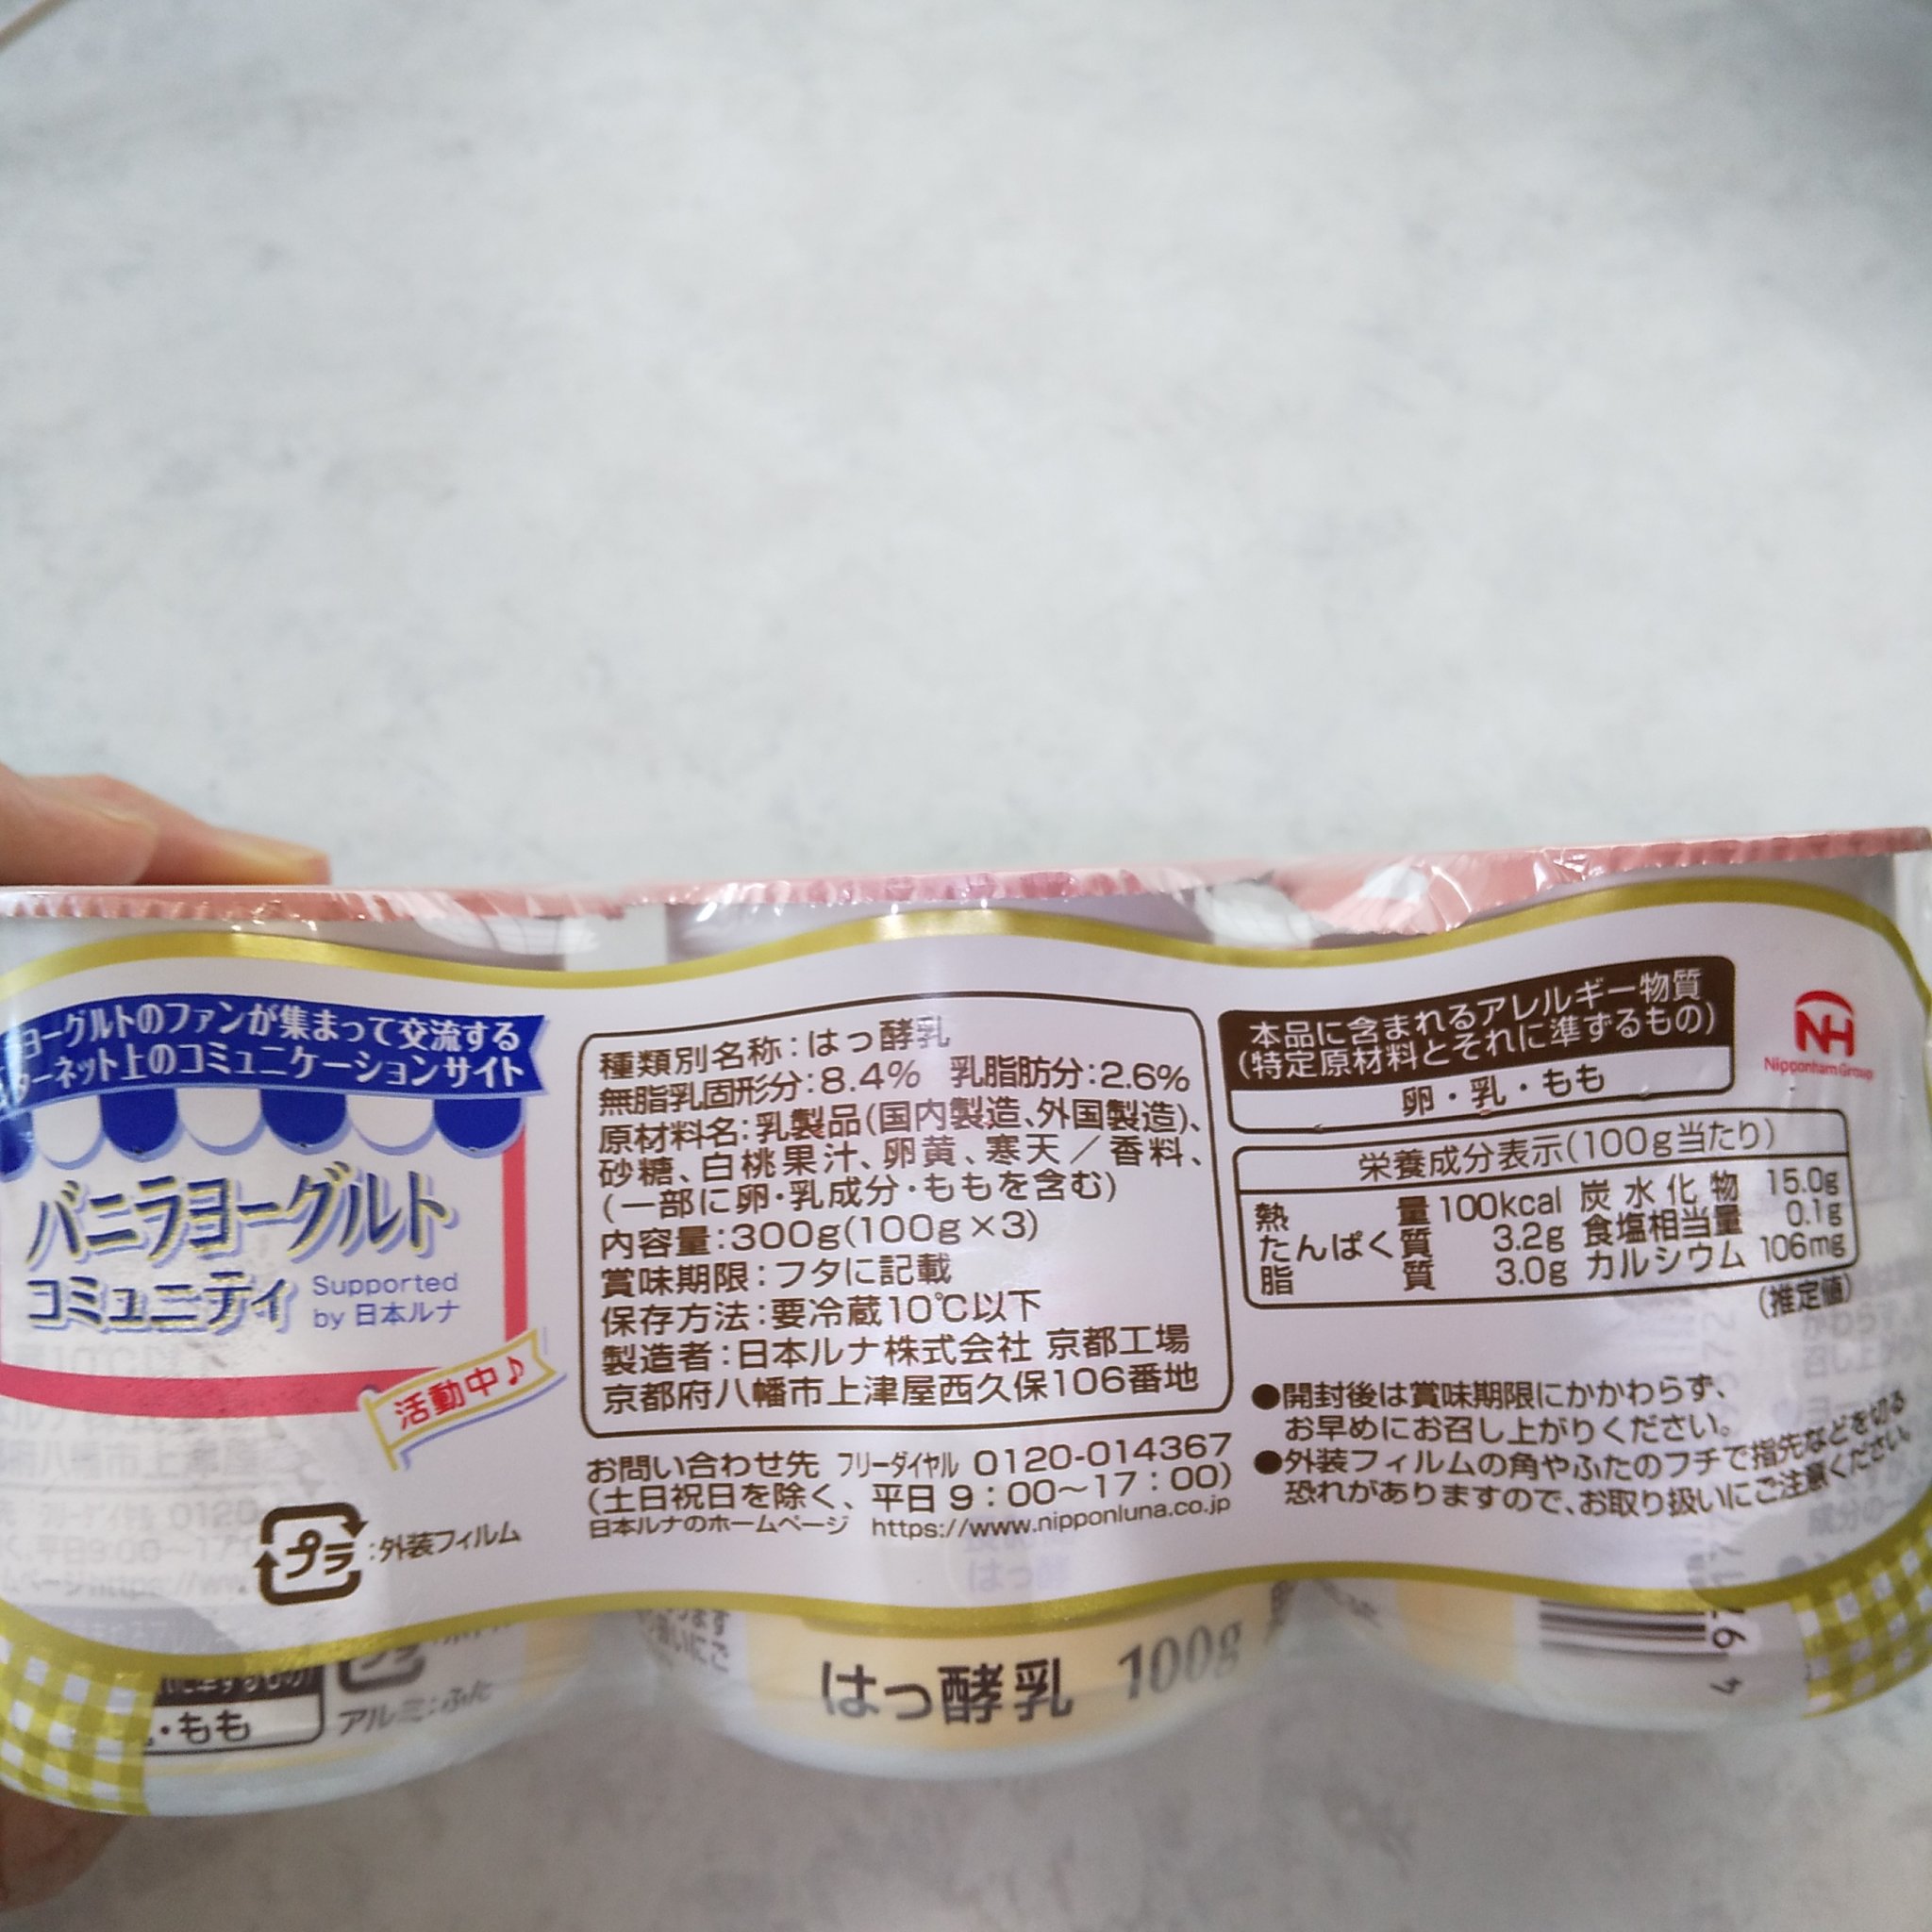 ヨーグルトのファンが集まって交流する
ーネット上のコミュニケーションサイト
バニラヨーグルト
コミュニティ
Supported
by 日本ルナ
活動中♪
プラ
:外装フィルム
種類別名称:はっ酵乳
無脂乳固形分:8.4% 乳脂肪分:2.6%
原材料名:乳製品(国内製造、外国製造)、
砂糖、白桃果汁、卵黄、寒天/香料、
(一部に卵・乳成分・ももを含む)
内容量:300g(100g×3)
賞味期限:フタに記載
保存方法:要冷蔵10℃以下
製造者:日本ルナ株式会社 京都工場
京都府八幡市上津屋西久保106番地
お問い合わせ先 フリーダイヤル 0120-014367
(土日祝日を除く、平日 9:00~17:00)
日本ルナのホームページ https://www.nipponluna.co.jp
本品に含まれるアレルギー物質
(特定原材料とそれに準ずるもの)
卵・乳・もも
NH
Nipponham Group
栄養成分表示(100g当たり)
熱量 100kcal 炭水化物 15.0g
たんぱく質 3.2g 食塩相当量 0.1g
脂質 3.0g カルシウム 106mg
(推定値)
●開封後は賞味期限にかかわらず、
お早めにお召し上がりください。
●外装フィルムの角やふたのフチで指先などを切る
恐れがありますので、お取り扱いにご注意ください。
・もも
アルミ:ふた
はっ酵乳 100g